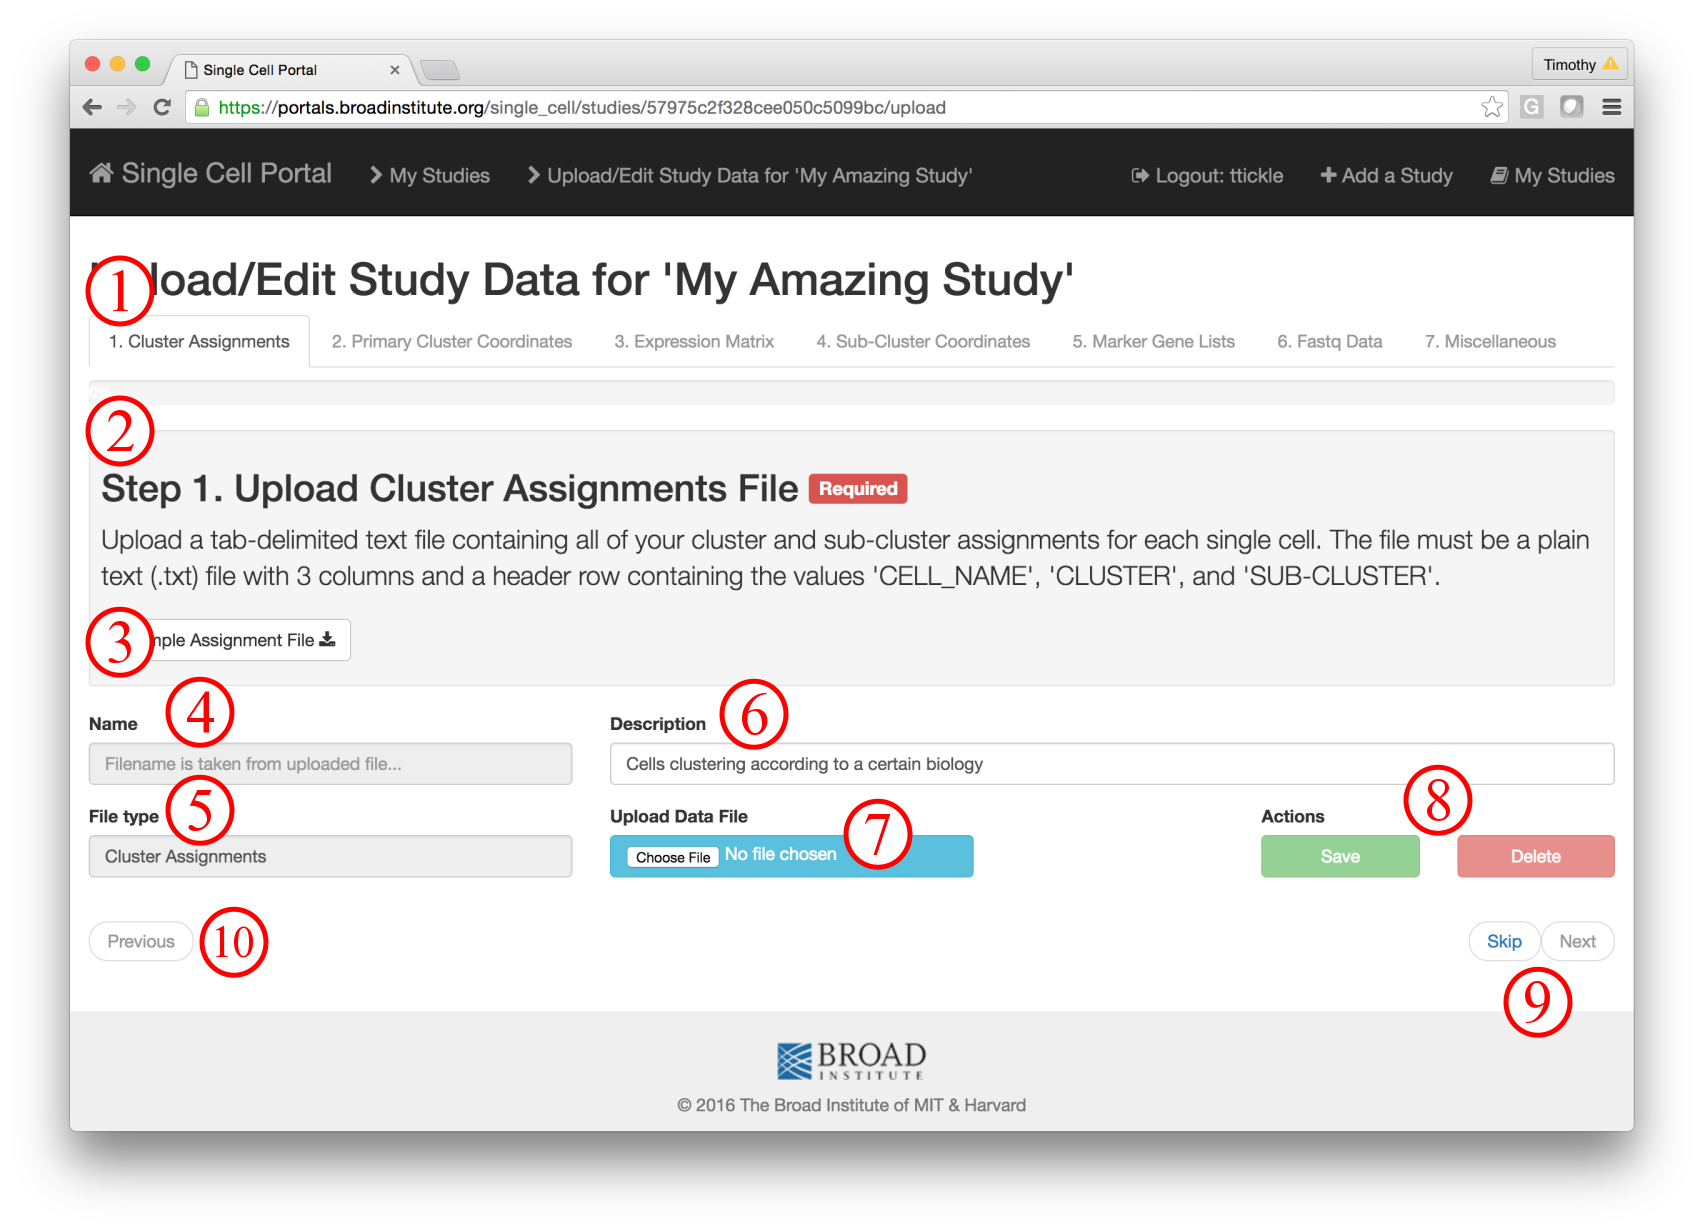 Single Cell Portal
Timothy
https://portals.broadinstitute.org/single_cell/studies/57975c2f328cee050c5099bc/upload
G
Single Cell Portal My Studies Upload/Edit Study Data for 'My Amazing Study' Logout: ttickle Add a Study My Studies
1
load/Edit Study Data for 'My Amazing Study'
1. Cluster Assignments 2. Primary Cluster Coordinates 3. Expression Matrix 4. Sub-Cluster Coordinates 5. Marker Gene Lists 6. Fastq Data 7. Miscellaneous
2
Step 1. Upload Cluster Assignments File Required
Upload a tab-delimited text file containing all of your cluster and sub-cluster assignments for each single cell. The file must be a plain
text (.txt) file with 3 columns and a header row containing the values 'CELL_NAME', 'CLUSTER', and 'SUB-CLUSTER'.
3 mple Assignment File
Name 4 Description 6
Filename is taken from uploaded file... Cells clustering according to a certain biology
File type 5 Upload Data File 7 Actions 8
Cluster Assignments Choose File No file chosen Save Delete
Previous 10 Skip Next
9
BROAD
INSTITUTE
© 2016 The Broad Institute of MIT & Harvard